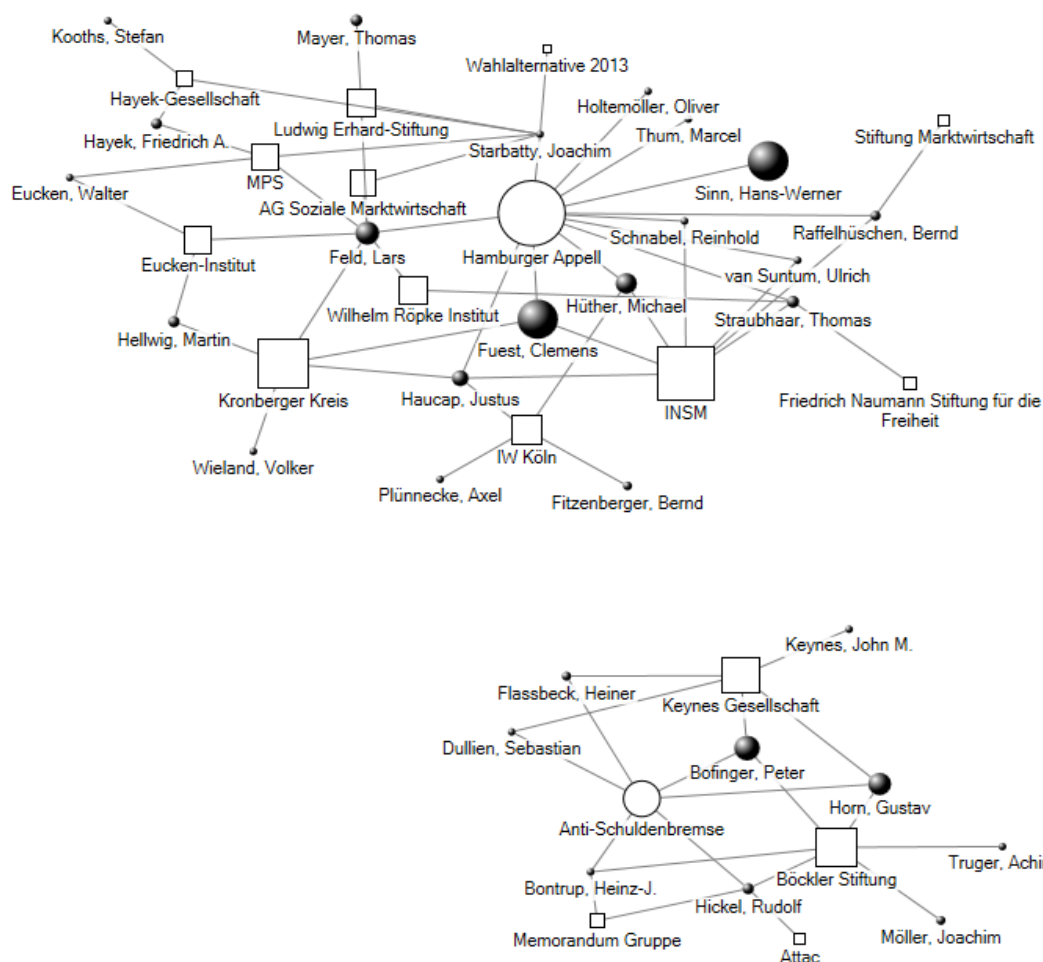 Kooths, Stefan
Mayer, Thomas
Wahlalternative 2013
Hayek-Gesellschaft
Holtemöller, Oliver
Ludwig Erhard-Stiftung
Thum, Marcel
Stiftung Marktwirtschaft
Hayek, Friedrich A.
Starbatty, Joachim
MPS
Sinn, Hans-Werner
Eucken, Walter
AG Soziale Marktwirtschaft
Schnabel, Reinhold
Raffelhüschen, Bernd
Eucken-Institut
Feld, Lars
Hamburger Appell
van Suntum, Ulrich
Hüther, Michael
Wilhelm Röpke Institut
Straubhaar, Thomas
Hellwig, Martin
Fuest, Clemens
Kronberger Kreis
Haucap, Justus
INSM
Friedrich Naumann Stiftung für die
Freiheit
IW Köln
Wieland, Volker
Plünnecke, Axel
Fitzenberger, Bernd
Keynes, John M.
Flassbeck, Heiner
Keynes Gesellschaft
Dullien, Sebastian
Bofinger, Peter
Horn, Gustav
Anti-Schuldenbremse
Truger, Achi
Böckler Stiftung
Bontrup, Heinz-J.
Hickel, Rudolf
Memorandum Gruppe
Möller, Joachim
Attac